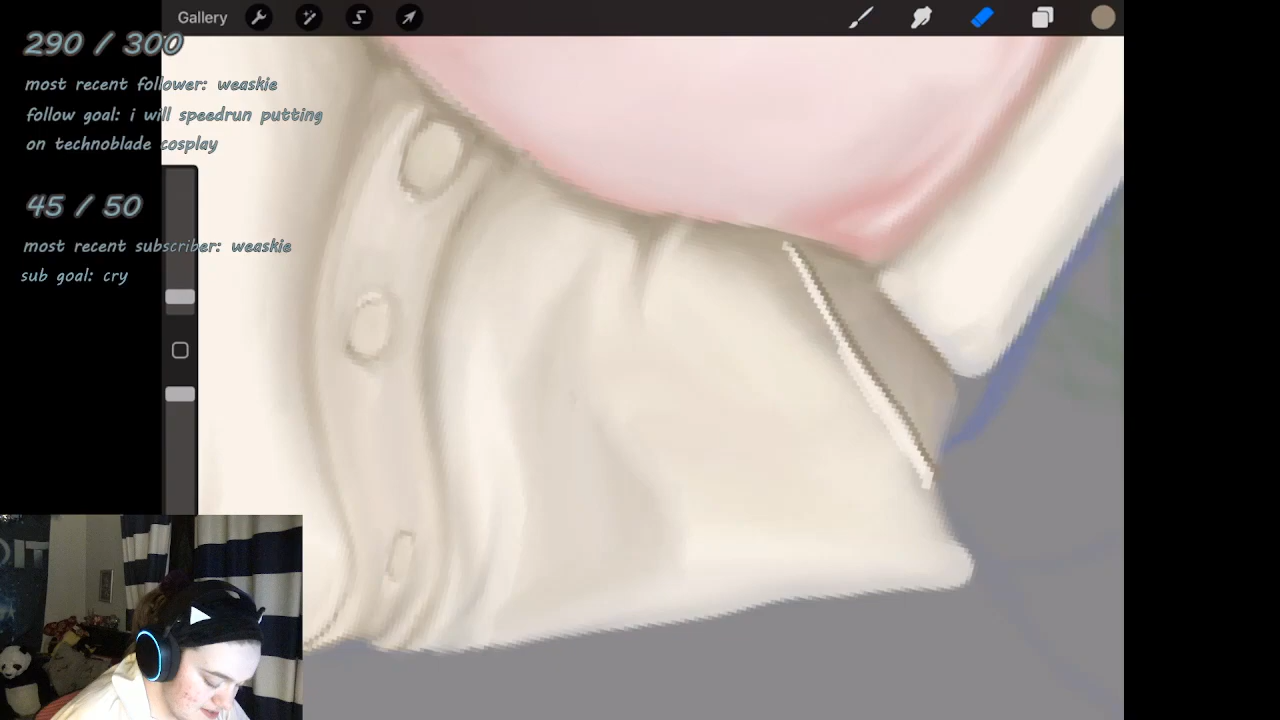 Gallery
290 / 300
most recent follower: weaskie
follow goal: i will speedrun putting
on technoblade cosplay
45 / 50
most recent subscriber: weaskie
sub goal: cry